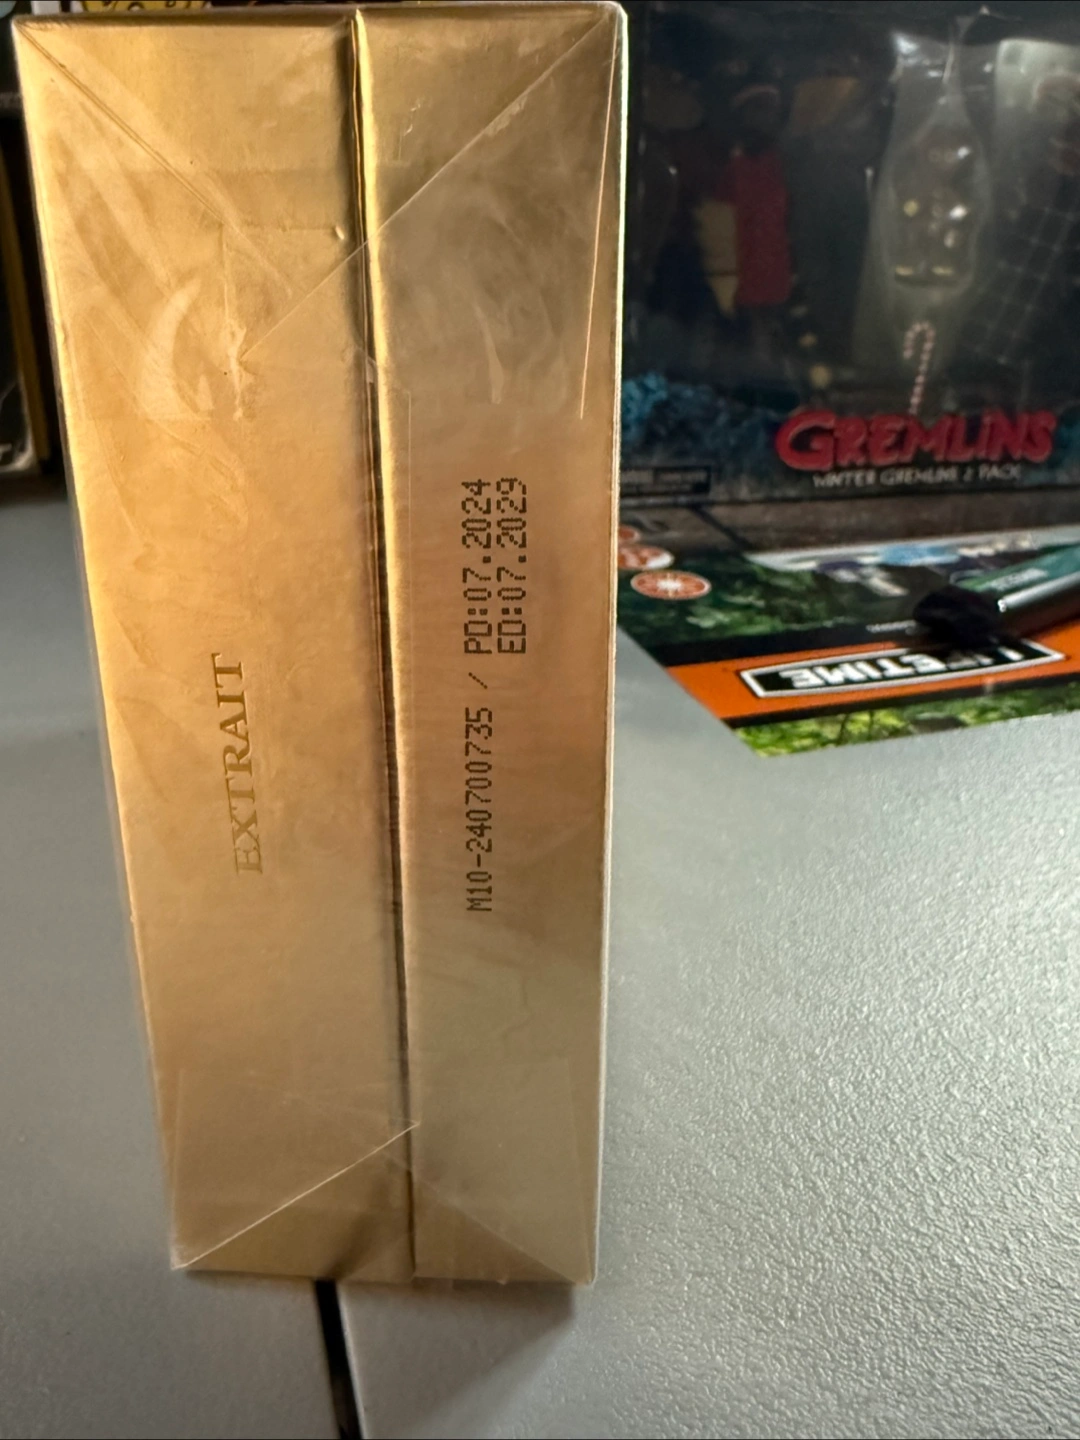 EXTRAIT
M10-240700735 / PD:07.2024
ED:07.2029
GREMLINS
WINTER GREMLINS 2 PACK
LIFETIME